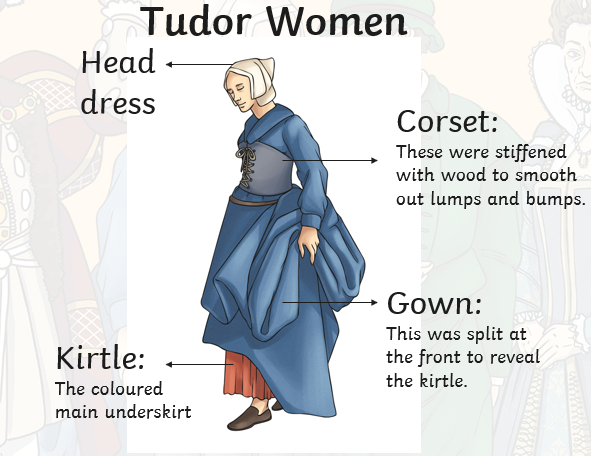 Tudor Women
Head
dress
Corset:
These were stiffened
with wood to smooth
out lumps and bumps.
Gown:
This was split at
the front to reveal
the kirtle.
Kirtle:
The coloured
main underskirt